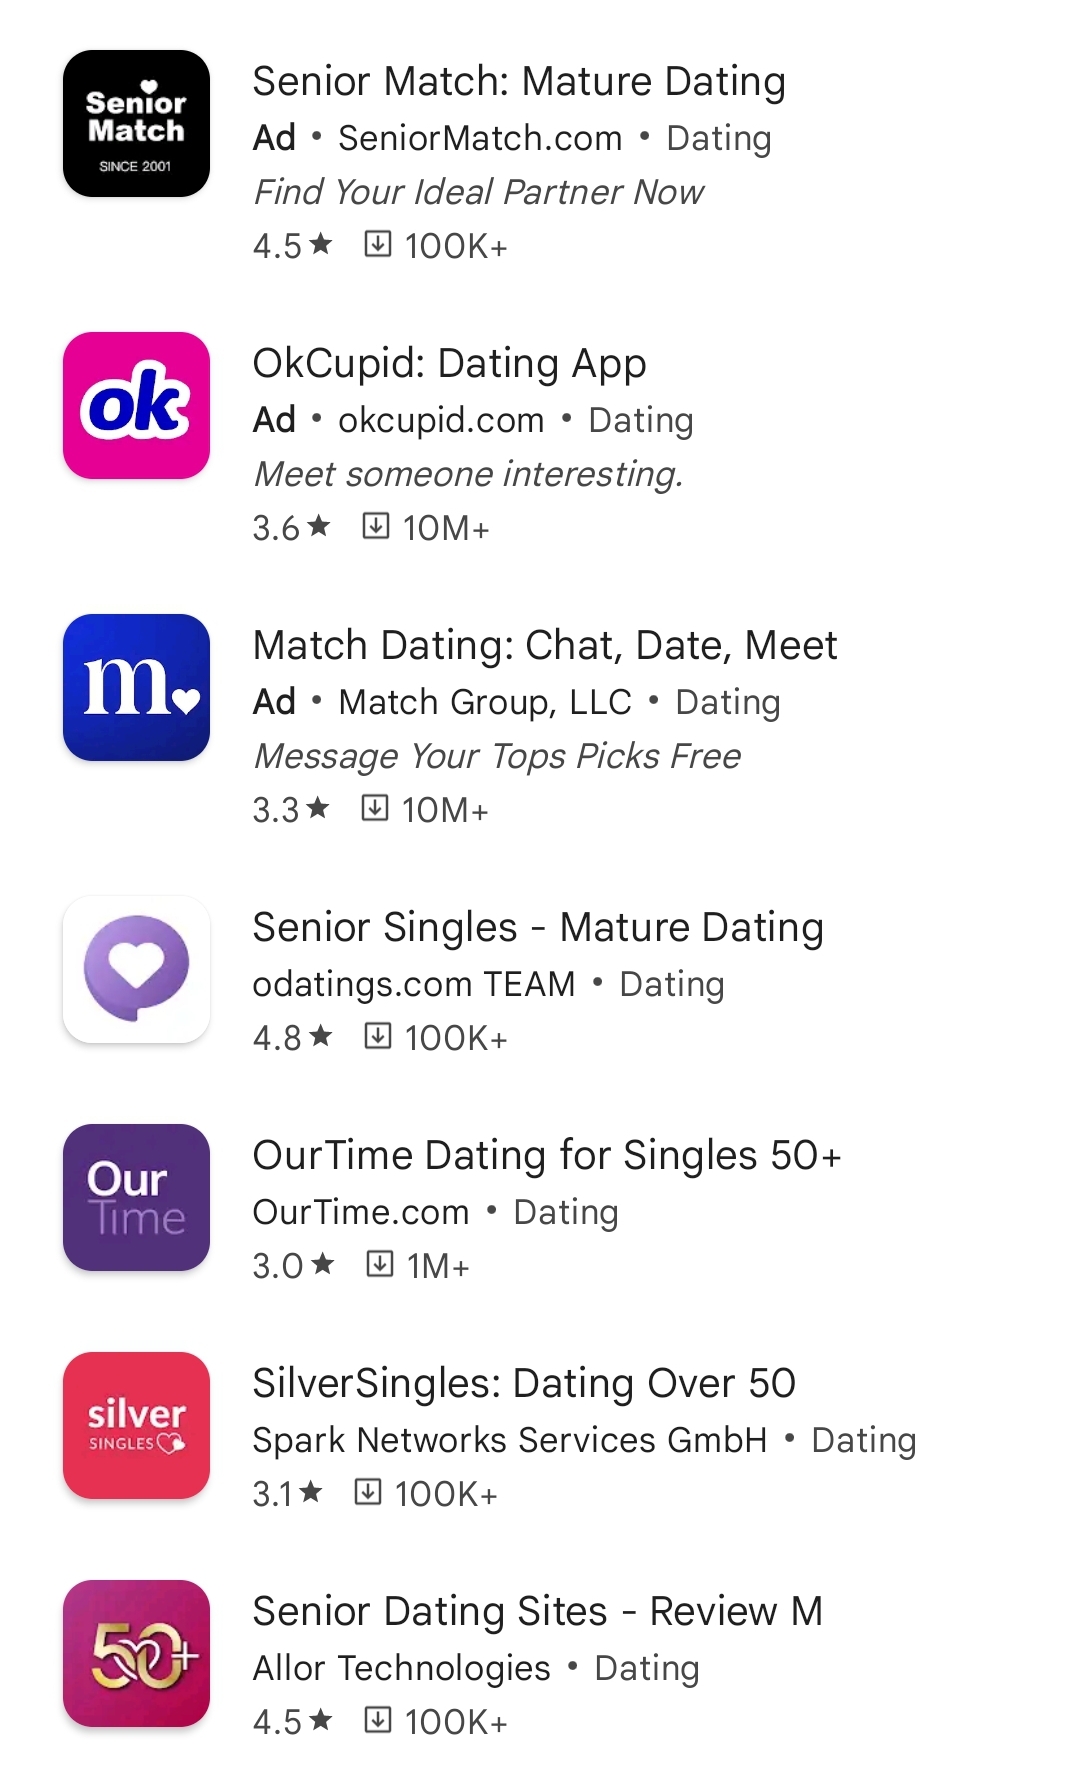 Senior Match
SINCE 2001
Senior Match: Mature Dating
Ad • SeniorMatch.com • Dating
Find Your Ideal Partner Now
4.5★ 100K+
ok
OkCupid: Dating App
Ad • okcupid.com • Dating
Meet someone interesting.
3.6★ 10M+
m
Match Dating: Chat, Date, Meet
Ad • Match Group, LLC • Dating
Message Your Tops Picks Free
3.3★ 10M+
Senior Singles - Mature Dating
odatings.com TEAM • Dating
4.8★ 100K+
Our
Time
OurTime Dating for Singles 50+
OurTime.com • Dating
3.0★ 1M+
silver
SINGLES
SilverSingles: Dating Over 50
Spark Networks Services GmbH • Dating
3.1★ 100K+
50+
Senior Dating Sites - Review M
Allor Technologies • Dating
4.5★ 100K+